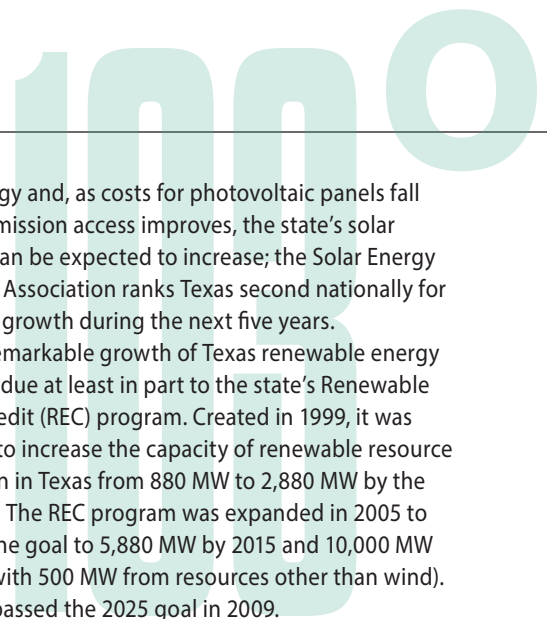 103°
gy and, as costs for photovoltaic panels fall
mission access improves, the state’s solar
an be expected to increase; the Solar Energy
Association ranks Texas second nationally for
growth during the next five years.
emarkable growth of Texas renewable energy
due at least in part to the state’s Renewable
edit (REC) program. Created in 1999, it was
to increase the capacity of renewable resource
n in Texas from 880 MW to 2,880 MW by the
The REC program was expanded in 2005 to
he goal to 5,880 MW by 2015 and 10,000 MW
with 500 MW from resources other than wind).
passed the 2025 goal in 2009.